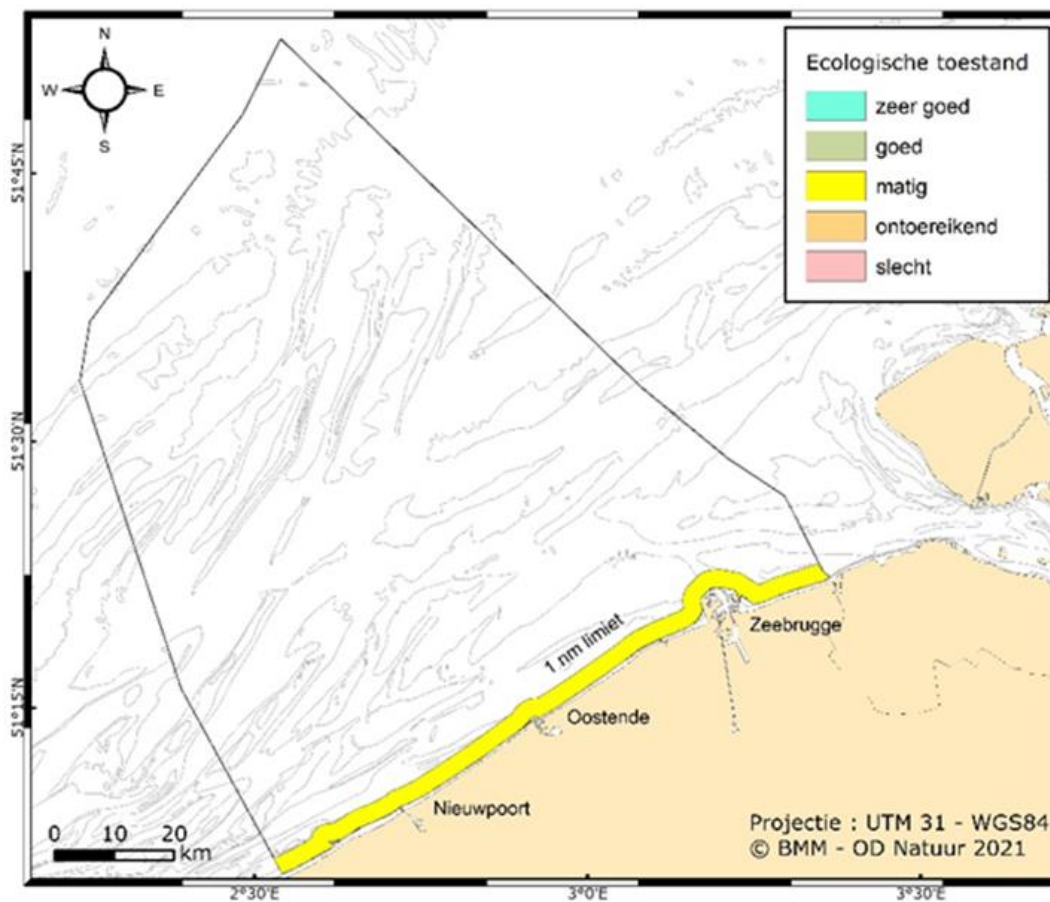 N
W
E
S
Ecologische toestand
zeer goed
goed
matig
ontoereikend
slecht
51°45'N
51°30'N
51°15'N
1 nm limiet
Zeebrugge
Oostende
Nieuwpoort
0 10 20
km
Projectie : UTM 31 - WGS84
© BMM - OD Natuur 2021
2°30'E
3°0'E
3°30'E